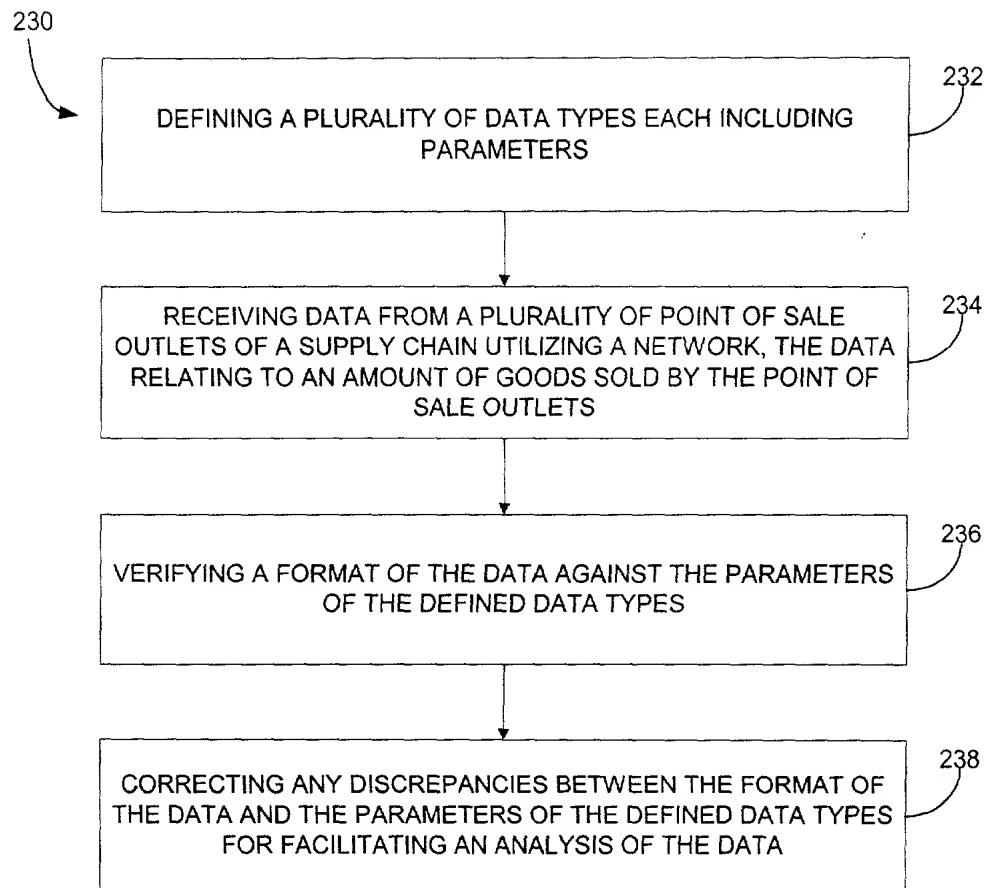 230
232
DEFINING A PLURALITY OF DATA TYPES EACH INCLUDING
PARAMETERS
234
RECEIVING DATA FROM A PLURALITY OF POINT OF SALE
OUTLETS OF A SUPPLY CHAIN UTILIZING A NETWORK, THE DATA
RELATING TO AN AMOUNT OF GOODS SOLD BY THE POINT OF
SALE OUTLETS
236
VERIFYING A FORMAT OF THE DATA AGAINST THE PARAMETERS
OF THE DEFINED DATA TYPES
238
CORRECTING ANY DISCREPANCIES BETWEEN THE FORMAT OF
THE DATA AND THE PARAMETERS OF THE DEFINED DATA TYPES
FOR FACILITATING AN ANALYSIS OF THE DATA